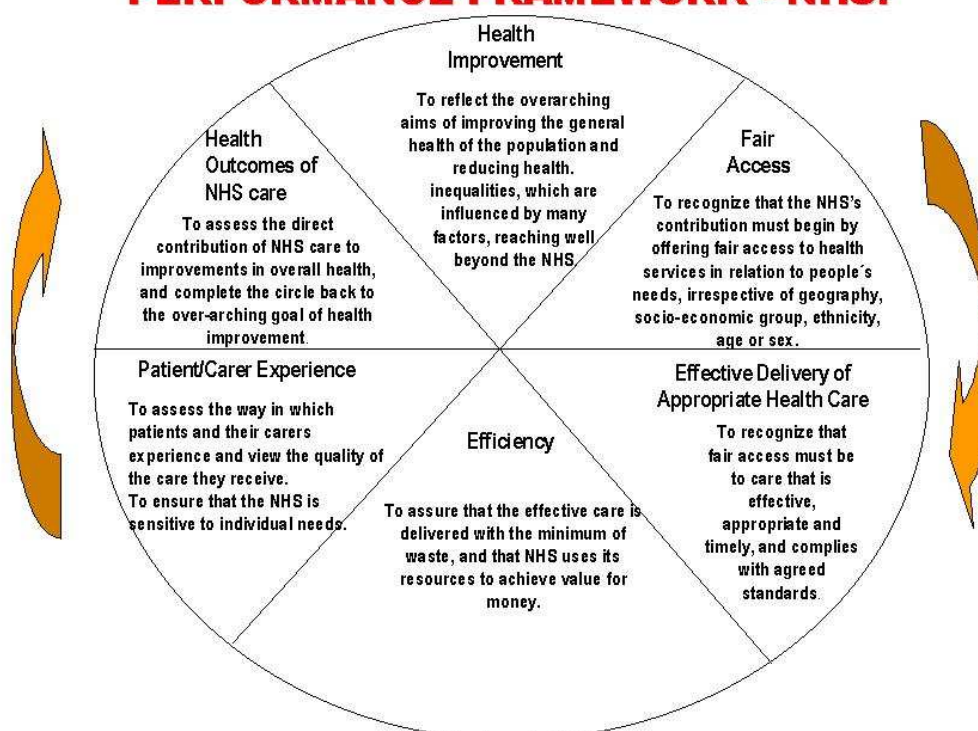 PERFORMANCE FRAMEWORK - NHS.
Health
Improvement
To reflect the overarching
aims of improving the general
health of the population and
reducing health.
inequalities, which are
influenced by many
factors, reaching well
beyond the NHS.
Fair
Access
To recognize that the NHS's
contribution must begin by
offering fair access to health
services in relation to people´s
needs, irrespective of geography,
socio-economic group, ethnicity,
age or sex.
Effective Delivery of
Appropriate Health Care
To recognize that
fair access must be
to care that is
effective,
appropriate and
timely, and complies
with agreed
standards.
Efficiency
To assure that the effective care is
delivered with the minimum of
waste, and that NHS uses its
resources to achieve value for
money.
Patient/Carer Experience
To assess the way in which
patients and their carers
experience and view the quality of
the care they receive.
To ensure that the NHS is
sensitive to individual needs.
Health
Outcomes of
NHS care
To assess the direct
contribution of NHS care to
improvements in overall health,
and complete the circle back to
the over-arching goal of health
improvement.